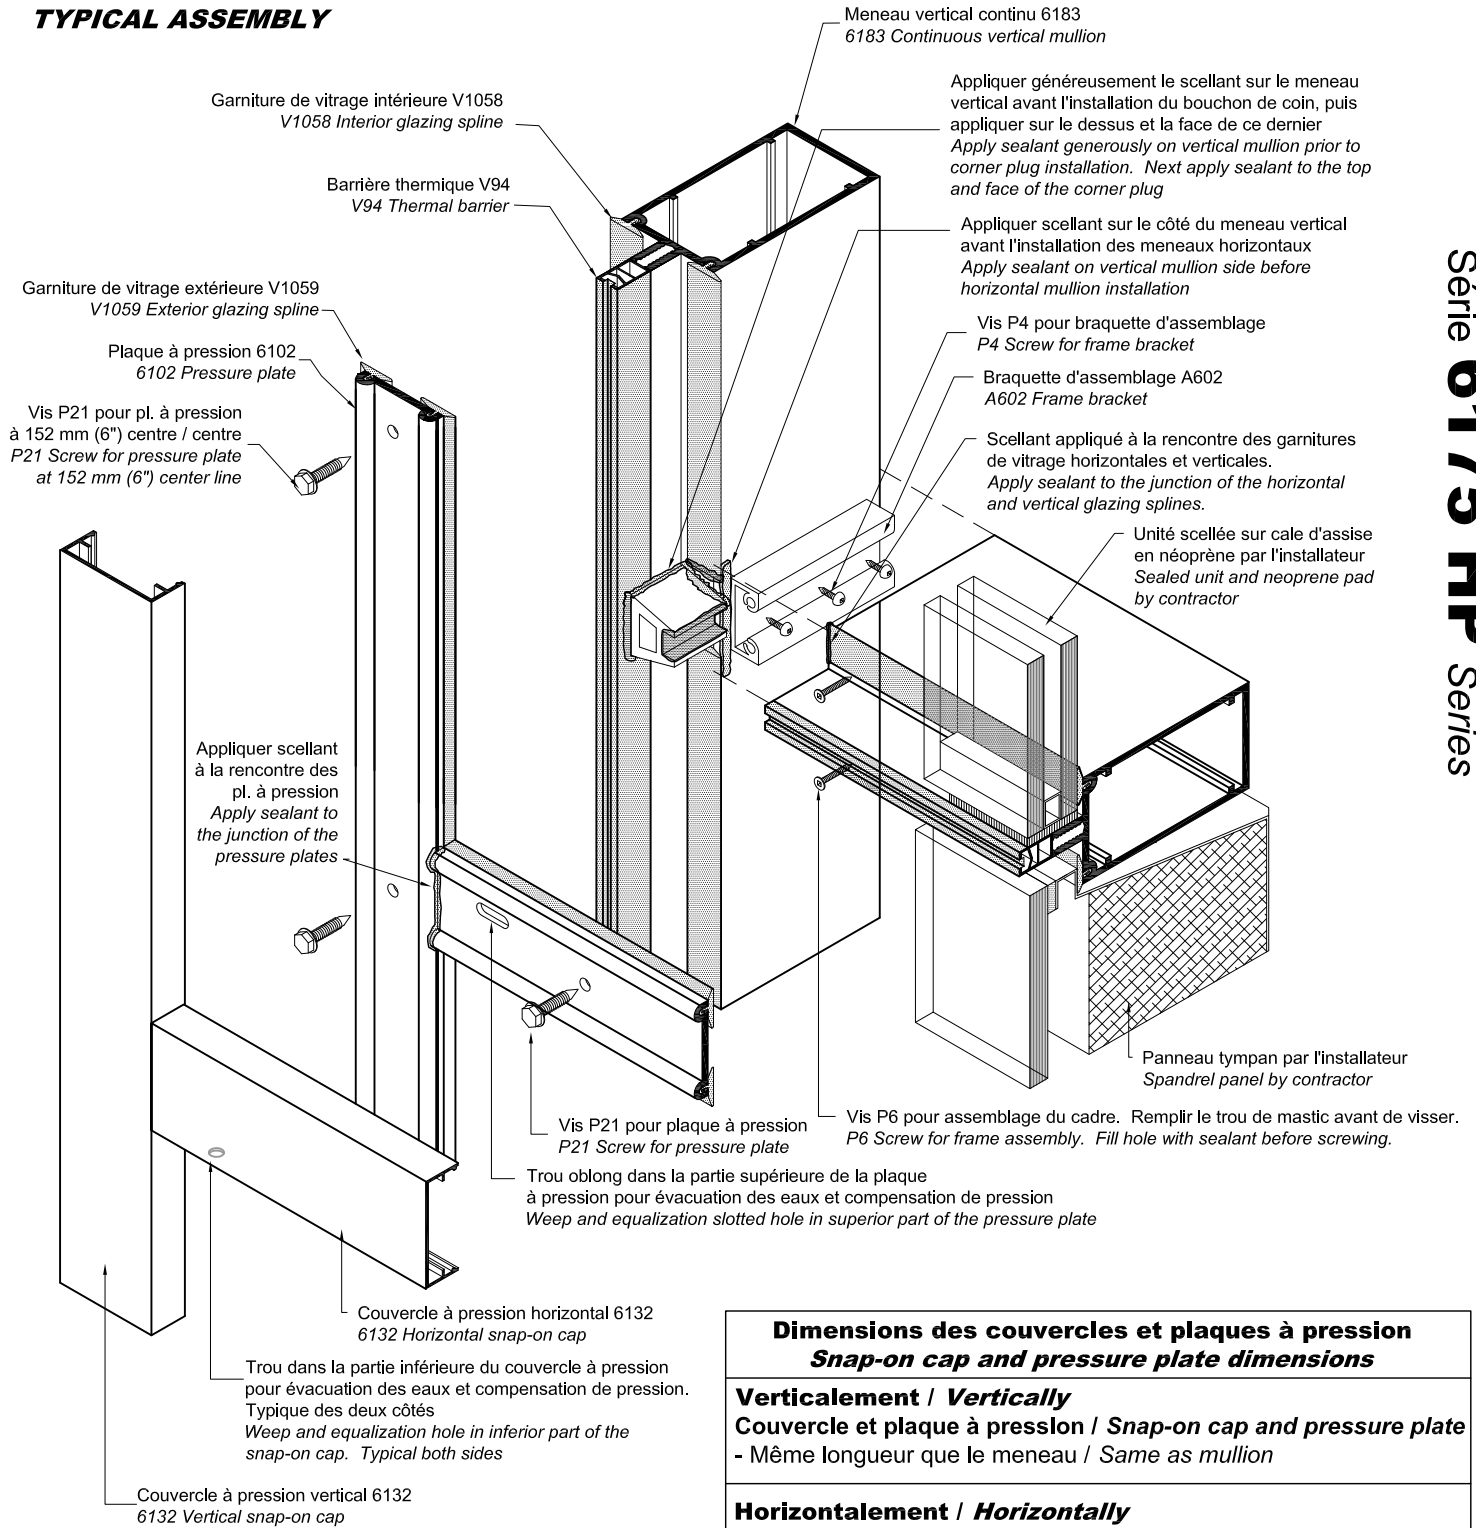 TYPICAL ASSEMBLY
Meneau vertical continu 6183
6183 Continuous vertical mullion
Garniture de vitrage intérieure V1058
V1058 Interior glazing spline
Appliquer généreusement le scellant sur le meneau
vertical avant l'installation du bouchon de coin, puis
appliquer sur le dessus et la face de ce dernier
Apply sealant generously on vertical mullion prior to
corner plug installation. Next apply sealant to the top
and face of the corner plug
Barrière thermique V94
V94 Thermal barrier
Appliquer scellant sur le côté du meneau vertical
avant l'installation des meneaux horizontaux
Apply sealant on vertical mullion side before
horizontal mullion installation
Garniture de vitrage extérieure V1059
V1059 Exterior glazing spline
Plaque à pression 6102
6102 Pressure plate
Vis P4 pour braquette d'assemblage
P4 Screw for frame bracket
Braquette d'assemblage A602
A602 Frame bracket
Vis P21 pour pl. à pression
à 152 mm (6") centre / centre
P21 Screw for pressure plate
at 152 mm (6") center line
Scellant appliqué à la rencontre des garnitures
de vitrage horizontales et verticales.
Apply sealant to the junction of the horizontal
and vertical glazing splines.
Unité scellée sur cale d'assise
en néoprène par l'installateur
Sealed unit and neoprene pad
by contractor
Série 6175 HP Series
Appliquer scellant
à la rencontre des
pl. à pression
Apply sealant to
the junction of the
pressure plates
Panneau tympan par l'installateur
Spandrel panel by contractor
Vis P21 pour plaque à pression
P21 Screw for pressure plate
Vis P6 pour assemblage du cadre. Remplir le trou de mastic avant de visser.
P6 Screw for frame assembly. Fill hole with sealant before screwing.
Trou oblong dans la partie supérieure de la plaque
à pression pour évacuation des eaux et compensation de pression
Weep and equalization slotted hole in superior part of the pressure plate
Couvercle à pression horizontal 6132
6132 Horizontal snap-on cap
Trou dans la partie inférieure du couvercle à pression
pour évacuation des eaux et compensation de pression.
Typique des deux côtés
Weep and equalization hole in inferior part of the
snap-on cap. Typical both sides
Couvercle à pression vertical 6132
6132 Vertical snap-on cap
Dimensions des couvercles et plaques à pression
Snap-on cap and pressure plate dimensions
Verticalement / Vertically
Couvercle et plaque à pression / Snap-on cap and pressure plate
- Même longueur que le meneau / Same as mullion
Horizontalement / Horizontally